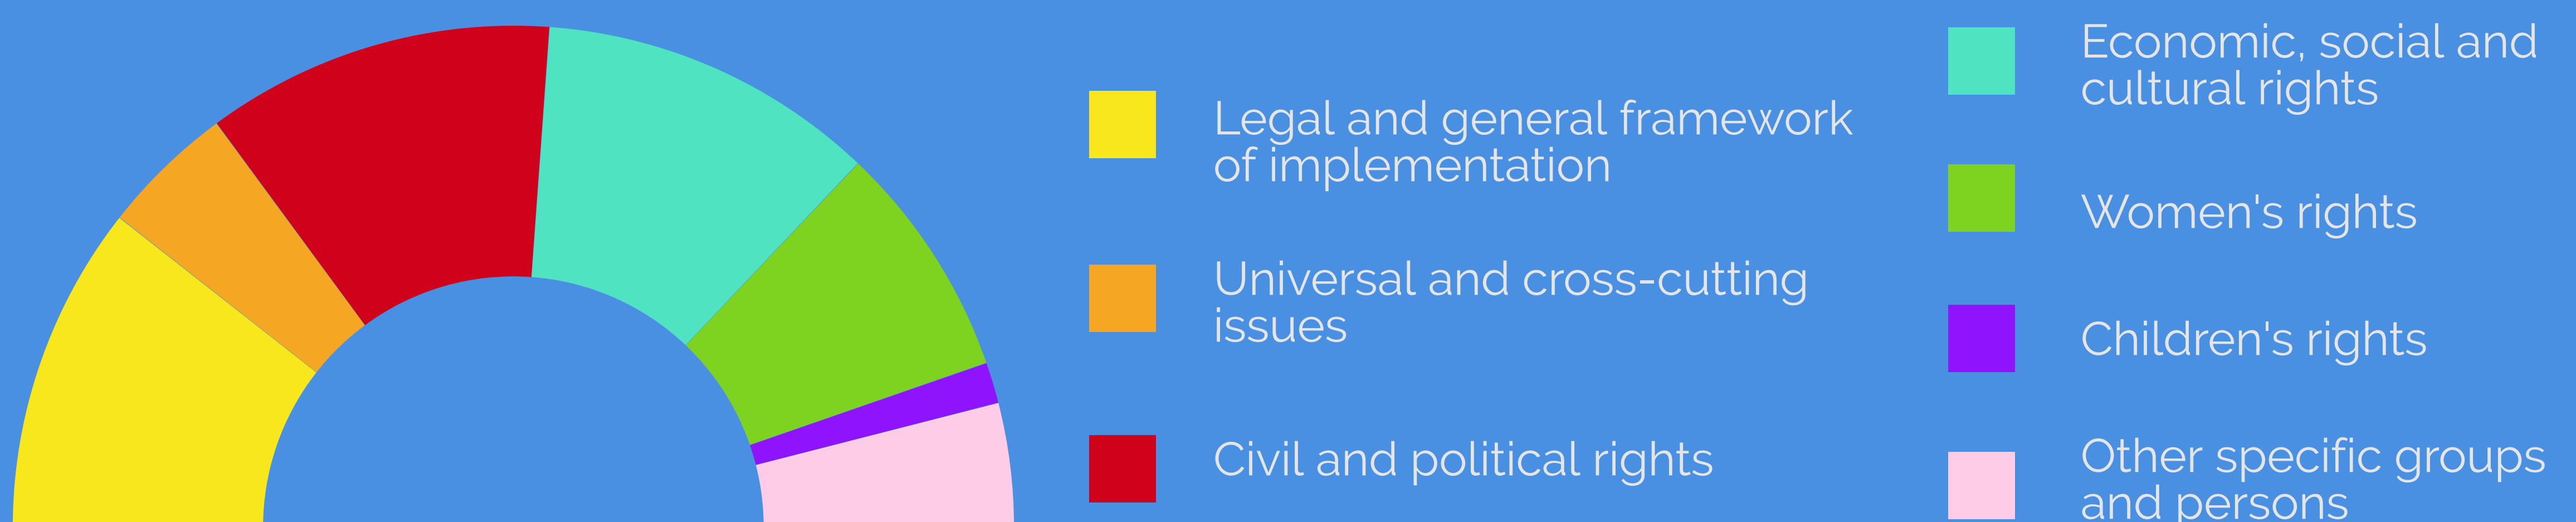 Legal and general framework
of implementation
Universal and cross-cutting
issues
Civil and political rights
Economic, social and
cultural rights
Women's rights
Children's rights
Other specific groups
and persons